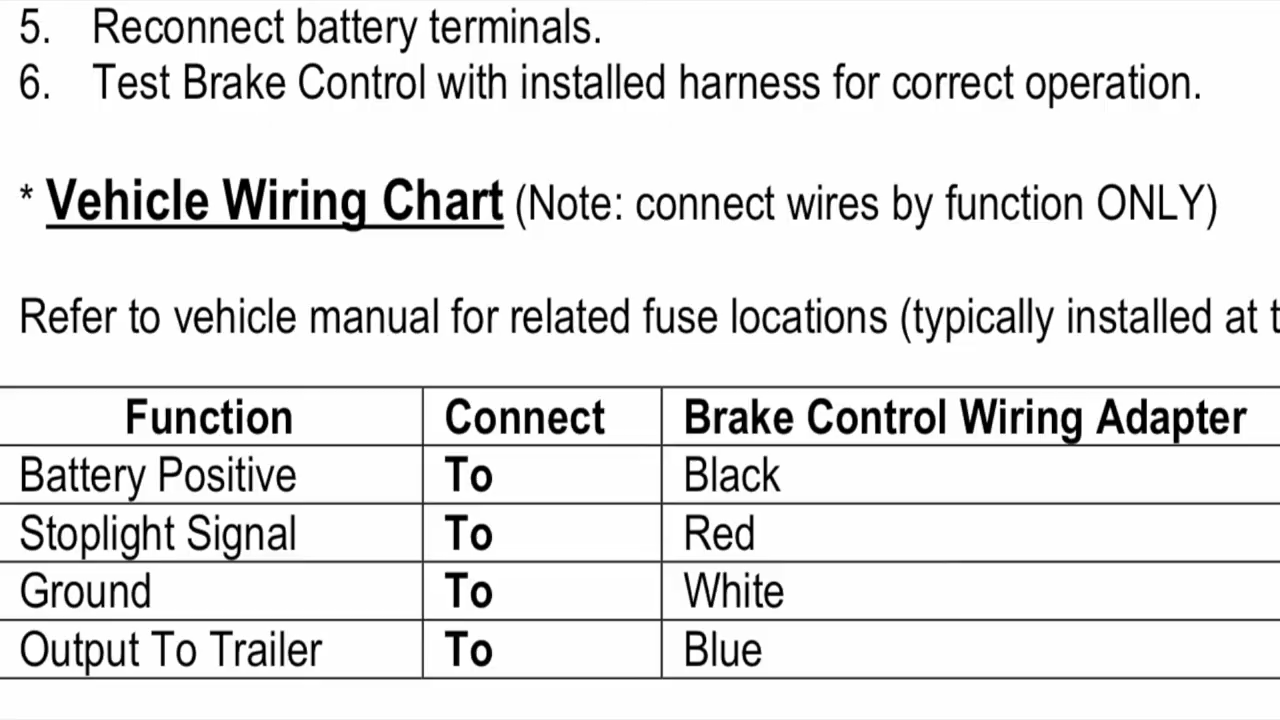 5. Reconnect battery terminals.
6. Test Brake Control with installed harness for correct operation.
* Vehicle Wiring Chart (Note: connect wires by function ONLY)
Refer to vehicle manual for related fuse locations (typically installed at
Function Connect Brake Control Wiring Adapter
Battery Positive To Black
Stoplight Signal To Red
Ground To White
Output To Trailer To Blue